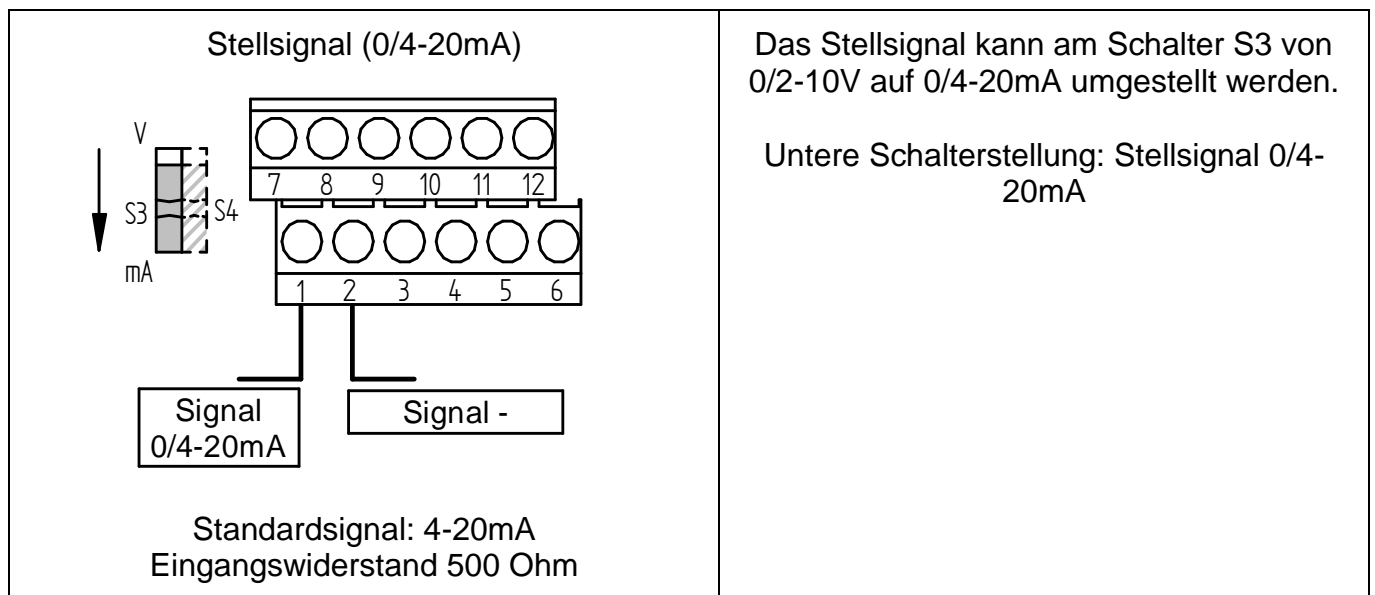 Stellsignal (0/4-20mA)
V
S3
S4
mA
7 8 9 10 11 12
1 2 3 4 5 6
Signal
0/4-20mA
Signal -
Standardsignal: 4-20mA
Eingangswiderstand 500 Ohm
Das Stellsignal kann am Schalter S3 von
0/2-10V auf 0/4-20mA umgestellt werden.
Untere Schalterstellung: Stellsignal 0/4-
20mA